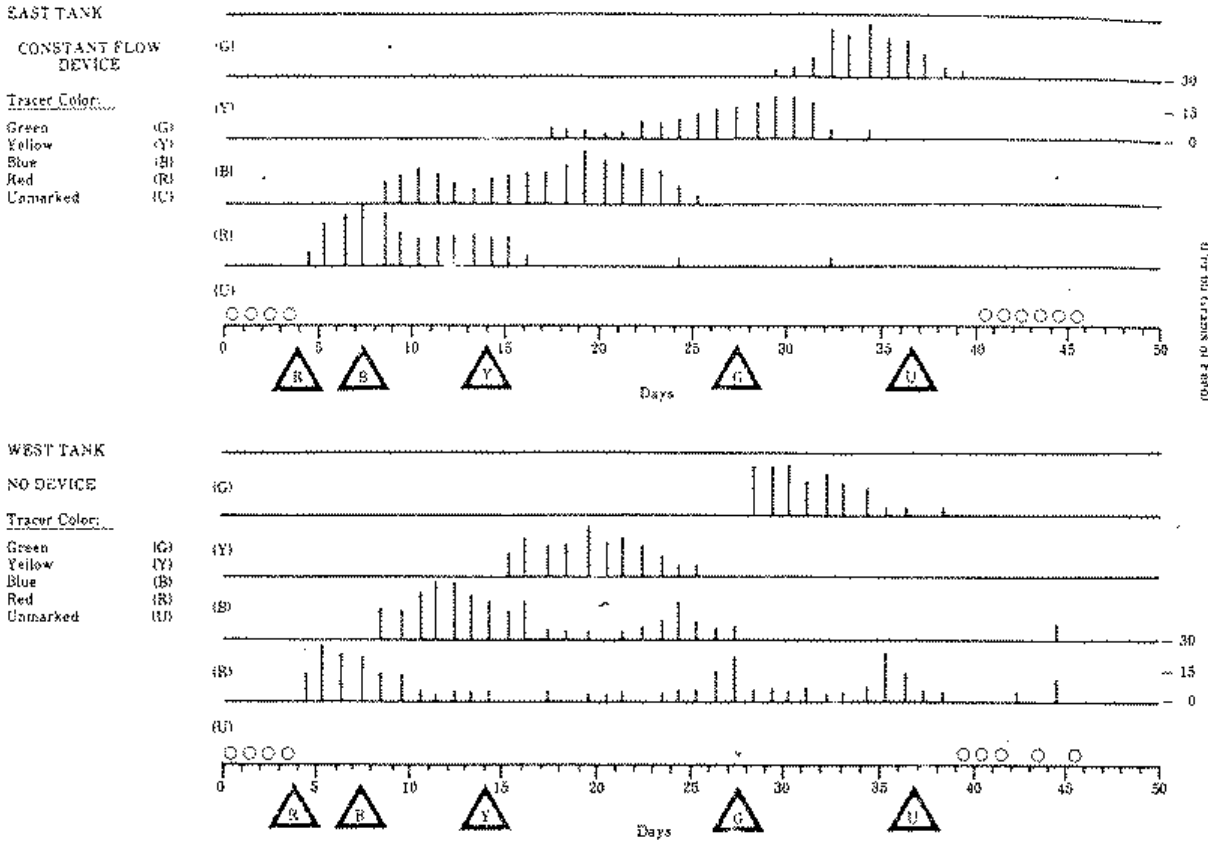 EAST TANK
CONSTANT FLOW
DEVICE
Tracer Color:
Green (G)
Yellow (Y)
Blue (B)
Red (R)
Unmarked (U)
(G)
(Y)
(B)
(R)
(U)
30
15
0
0 5 10 15 20 25 30 35 40 45 50
R B Y G U
Days
WEST TANK
NO DEVICE
Tracer Color:
Green (G)
Yellow (Y)
Blue (B)
Red (R)
Unmarked (U)
(G)
(Y)
(B)
(R)
(U)
30
15
0
0 5 10 15 20 25 30 35 40 45 50
R B Y G U
Days